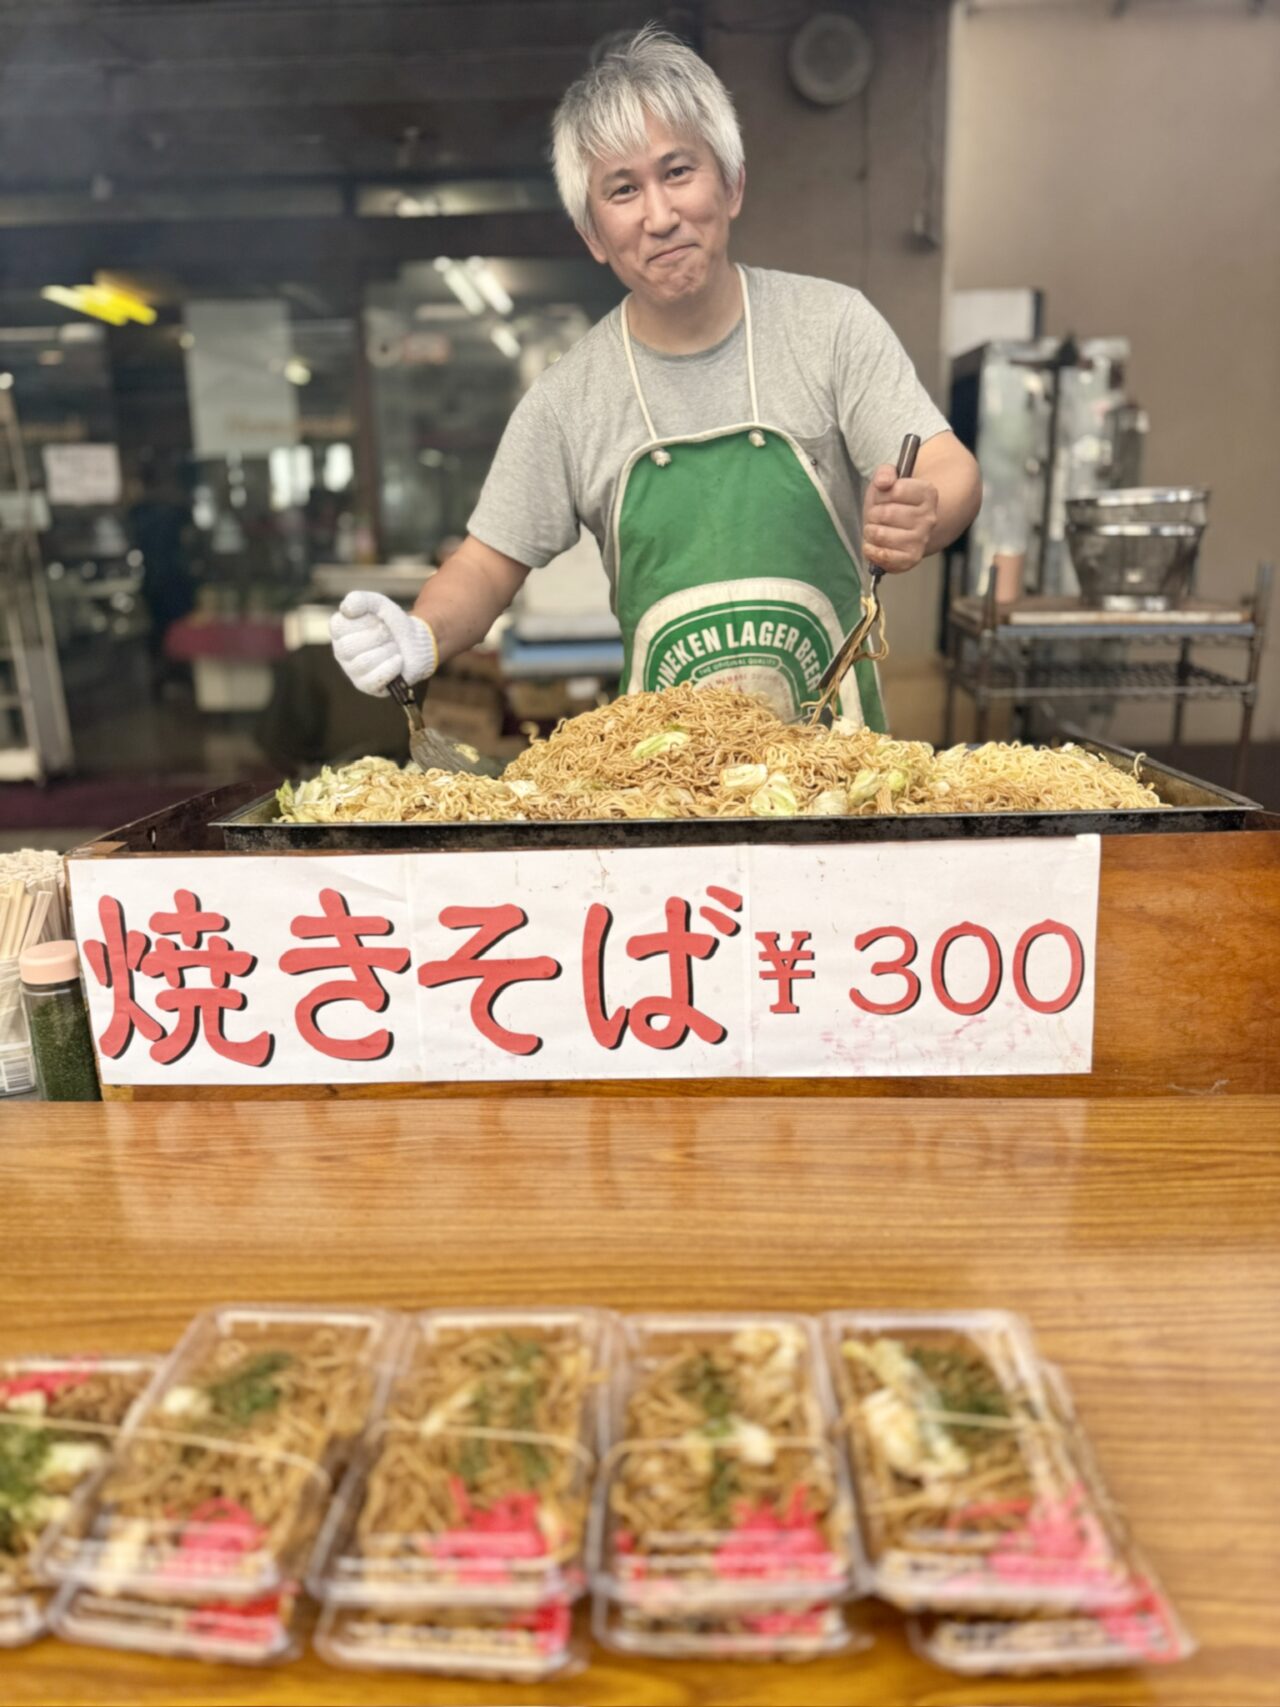 HEINEKEN LAGER BEER
THE ORIGINAL QUALITY
焼きそば ¥300